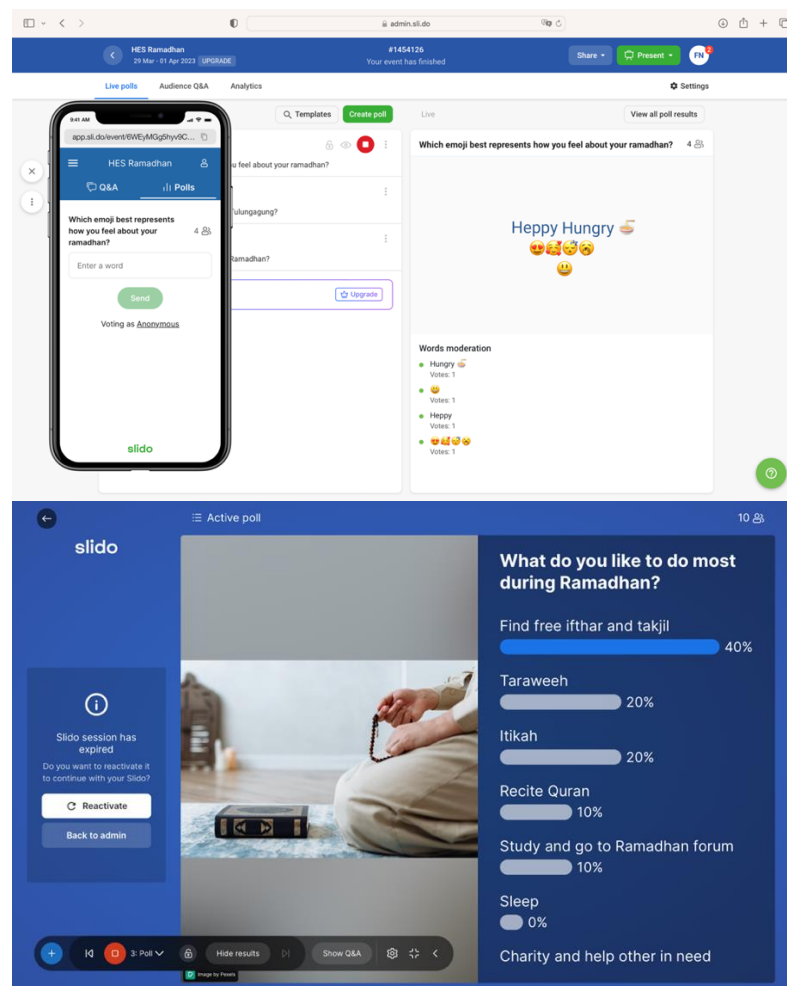 admin.sli.do
HES Ramadhan
29 Mar - 01 Apr 2023 UPGRADE
#1454126
Your event has finished
Share
Present
FN
2
Live polls
Audience Q&A
Analytics
Settings
Templates
Create poll
u feel about your ramadhan?
Tulungagung?
Ramadhan?
Upgrade
9:41 AM
app.sli.do/event/6WEyMGg5hyv9C...
HES Ramadhan
Q&A
Polls
Which emoji best represents
how you feel about your
ramadhan?
4
Enter a word
Send
Voting as Anonymous
slido
Live
View all poll results
Which emoji best represents how you feel about your ramadhan?
4
Heppy Hungry 🍜
😍🥰😴😭
😃
Words moderation
Hungry 🍜
Votes: 1
😃
Votes: 1
Heppy
Votes: 1
😍🥰😴😭
Votes: 1
Active poll
10
slido
Slido session has
expired
Do you want to reactivate it
to continue with your Slido?
Reactivate
Back to admin
What do you like to do most
during Ramadhan?
Find free ifthar and takjil
40%
Taraweeh
20%
Itikah
20%
Recite Quran
10%
Study and go to Ramadhan forum
10%
Sleep
0%
Charity and help other in need
3: Poll
Hide results
Show Q&A
Image by Pexels